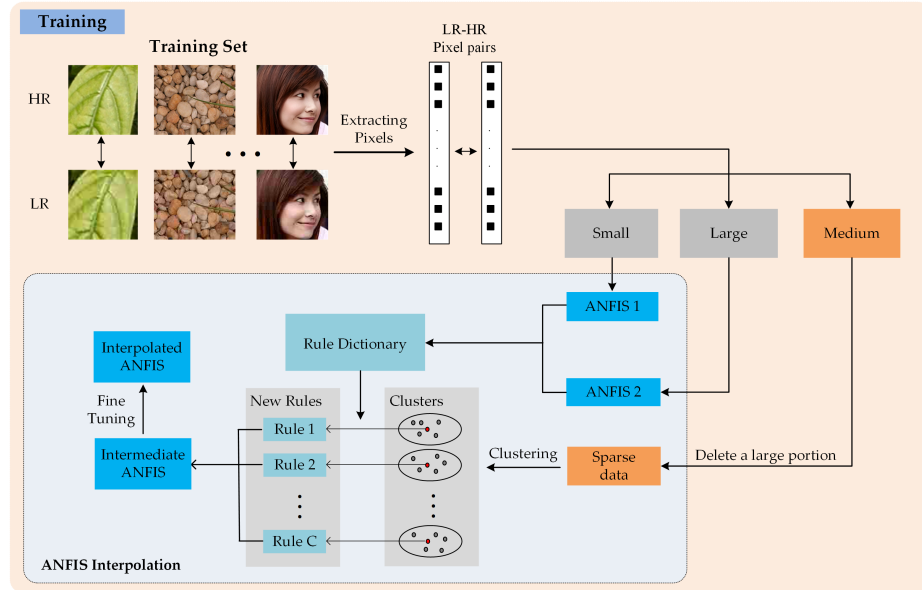 Training
Training Set
LR-HR
Pixel pairs
HR
Extracting
Pixels
LR
Small
Large
Medium
ANFIS 1
Rule Dictionary
Interpolated
ANFIS
ANFIS 2
Fine
Tuning
New Rules
Clusters
Rule 1
Intermediate
ANFIS
Rule 2
Clustering
Sparse
data
Delete a large portion
Rule C
ANFIS Interpolation